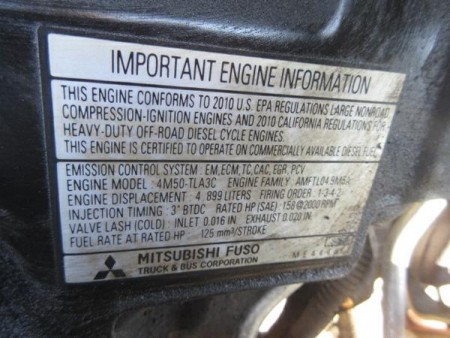 IMPORTANT ENGINE INFORMATION
THIS ENGINE CONFORMS TO 2010 U.S. EPA REGULATIONS LARGE NONROAD
COMPRESSION-IGNITION ENGINES AND 2010 CALIFORNIA REGULATIONS FOR
HEAVY-DUTY OFF-ROAD DIESEL CYCLE ENGINES.
THIS ENGINE IS CERTIFIED TO OPERATE ON COMMERCIALLY AVAILABLE DIESEL FUEL.
EMISSION CONTROL SYSTEM : EM, ECM, TC, CAC, EGR, PCV
ENGINE MODEL : 4M50-TLA3C ENGINE FAMILY :
ENGINE DISPLACEMENT : 4.899 LITERS FIRING ORDER : 1-3-4-2
INJECTION TIMING : 3° BTDC RATED HP (SAE) : 158 @ 2000 RPM
VALVE LASH (COLD) : INLET 0.016 IN EXHAUST 0.020 IN
FUEL RATE AT RATED HP 125 mm³/STROKE
MITSUBISHI FUSO
TRUCK & BUS CORPORATION